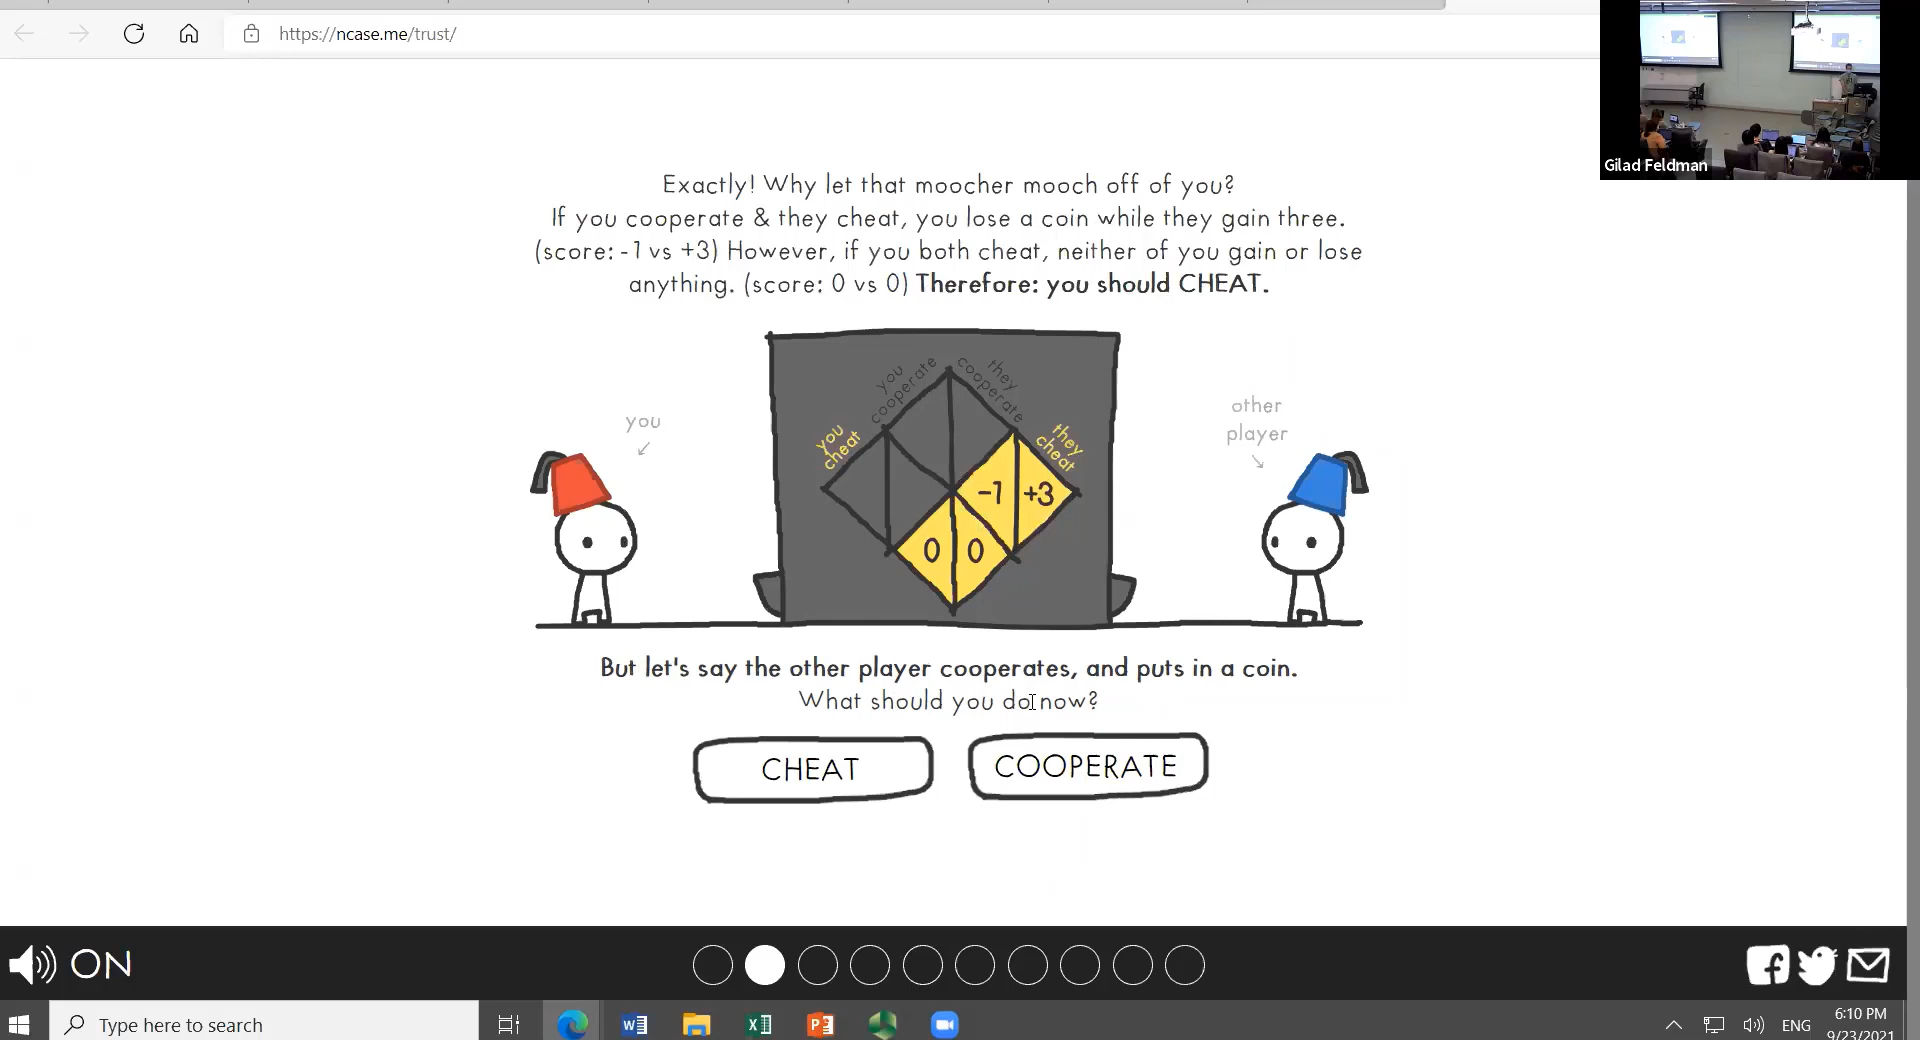 https://ncase.me/trust/
Gilad Feldman
Exactly! Why let that moocher mooch off of you?
If you cooperate & they cheat, you lose a coin while they gain three.
(score: -1 vs +3) However, if you both cheat, neither of you gain or lose
anything. (score: 0 vs 0) Therefore: you should CHEAT.
you
cooperate
they
cooperate
you
cheat
they
cheat
you
other
player
-1 +3
0 0
But let's say the other player cooperates, and puts in a coin.
What should you do now?
CHEAT COOPERATE
ON
Type here to search
ENG
6:10 PM
9/23/2021